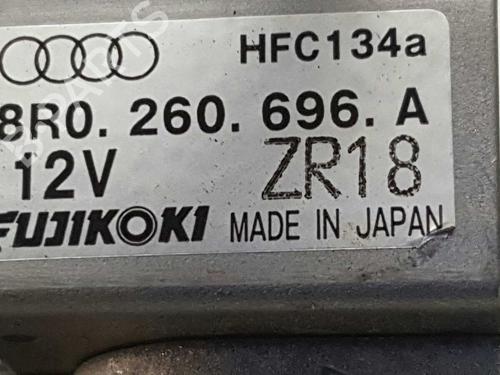 HFC134a
8R0. 260. 696. A
12V ZR18
FUJIKOKI MADE IN JAPAN